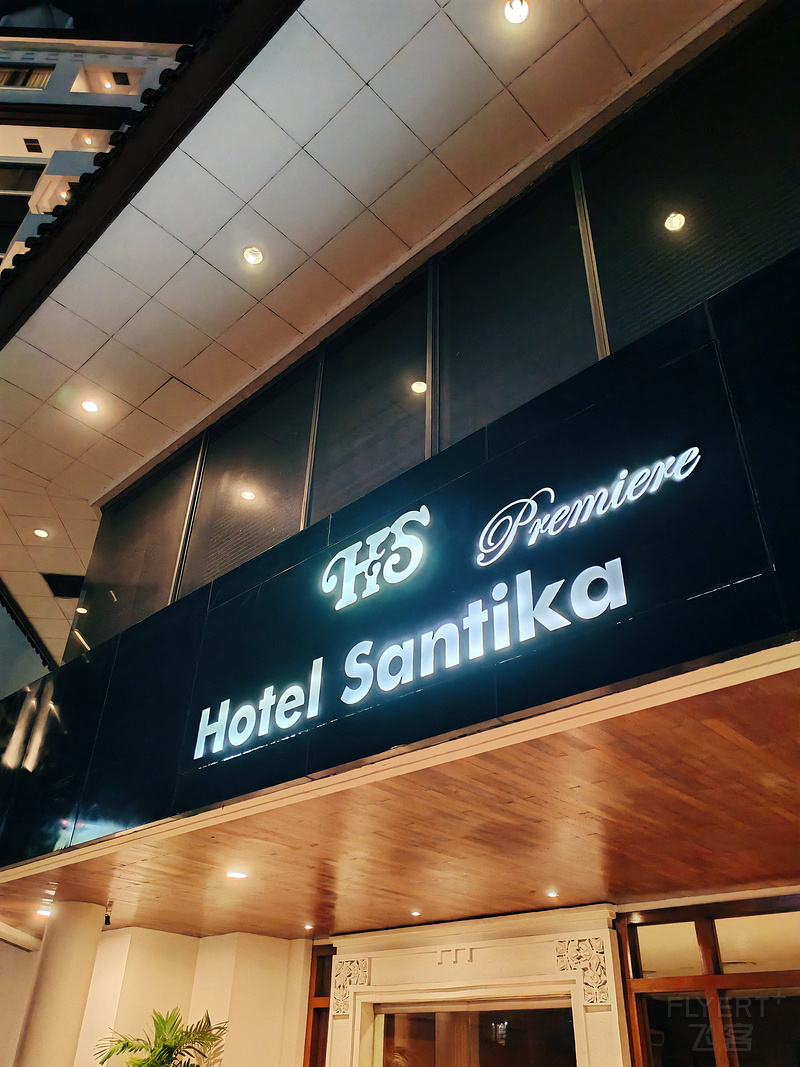 HS Premiere
Hotel Santika
FLYERT+
飞客